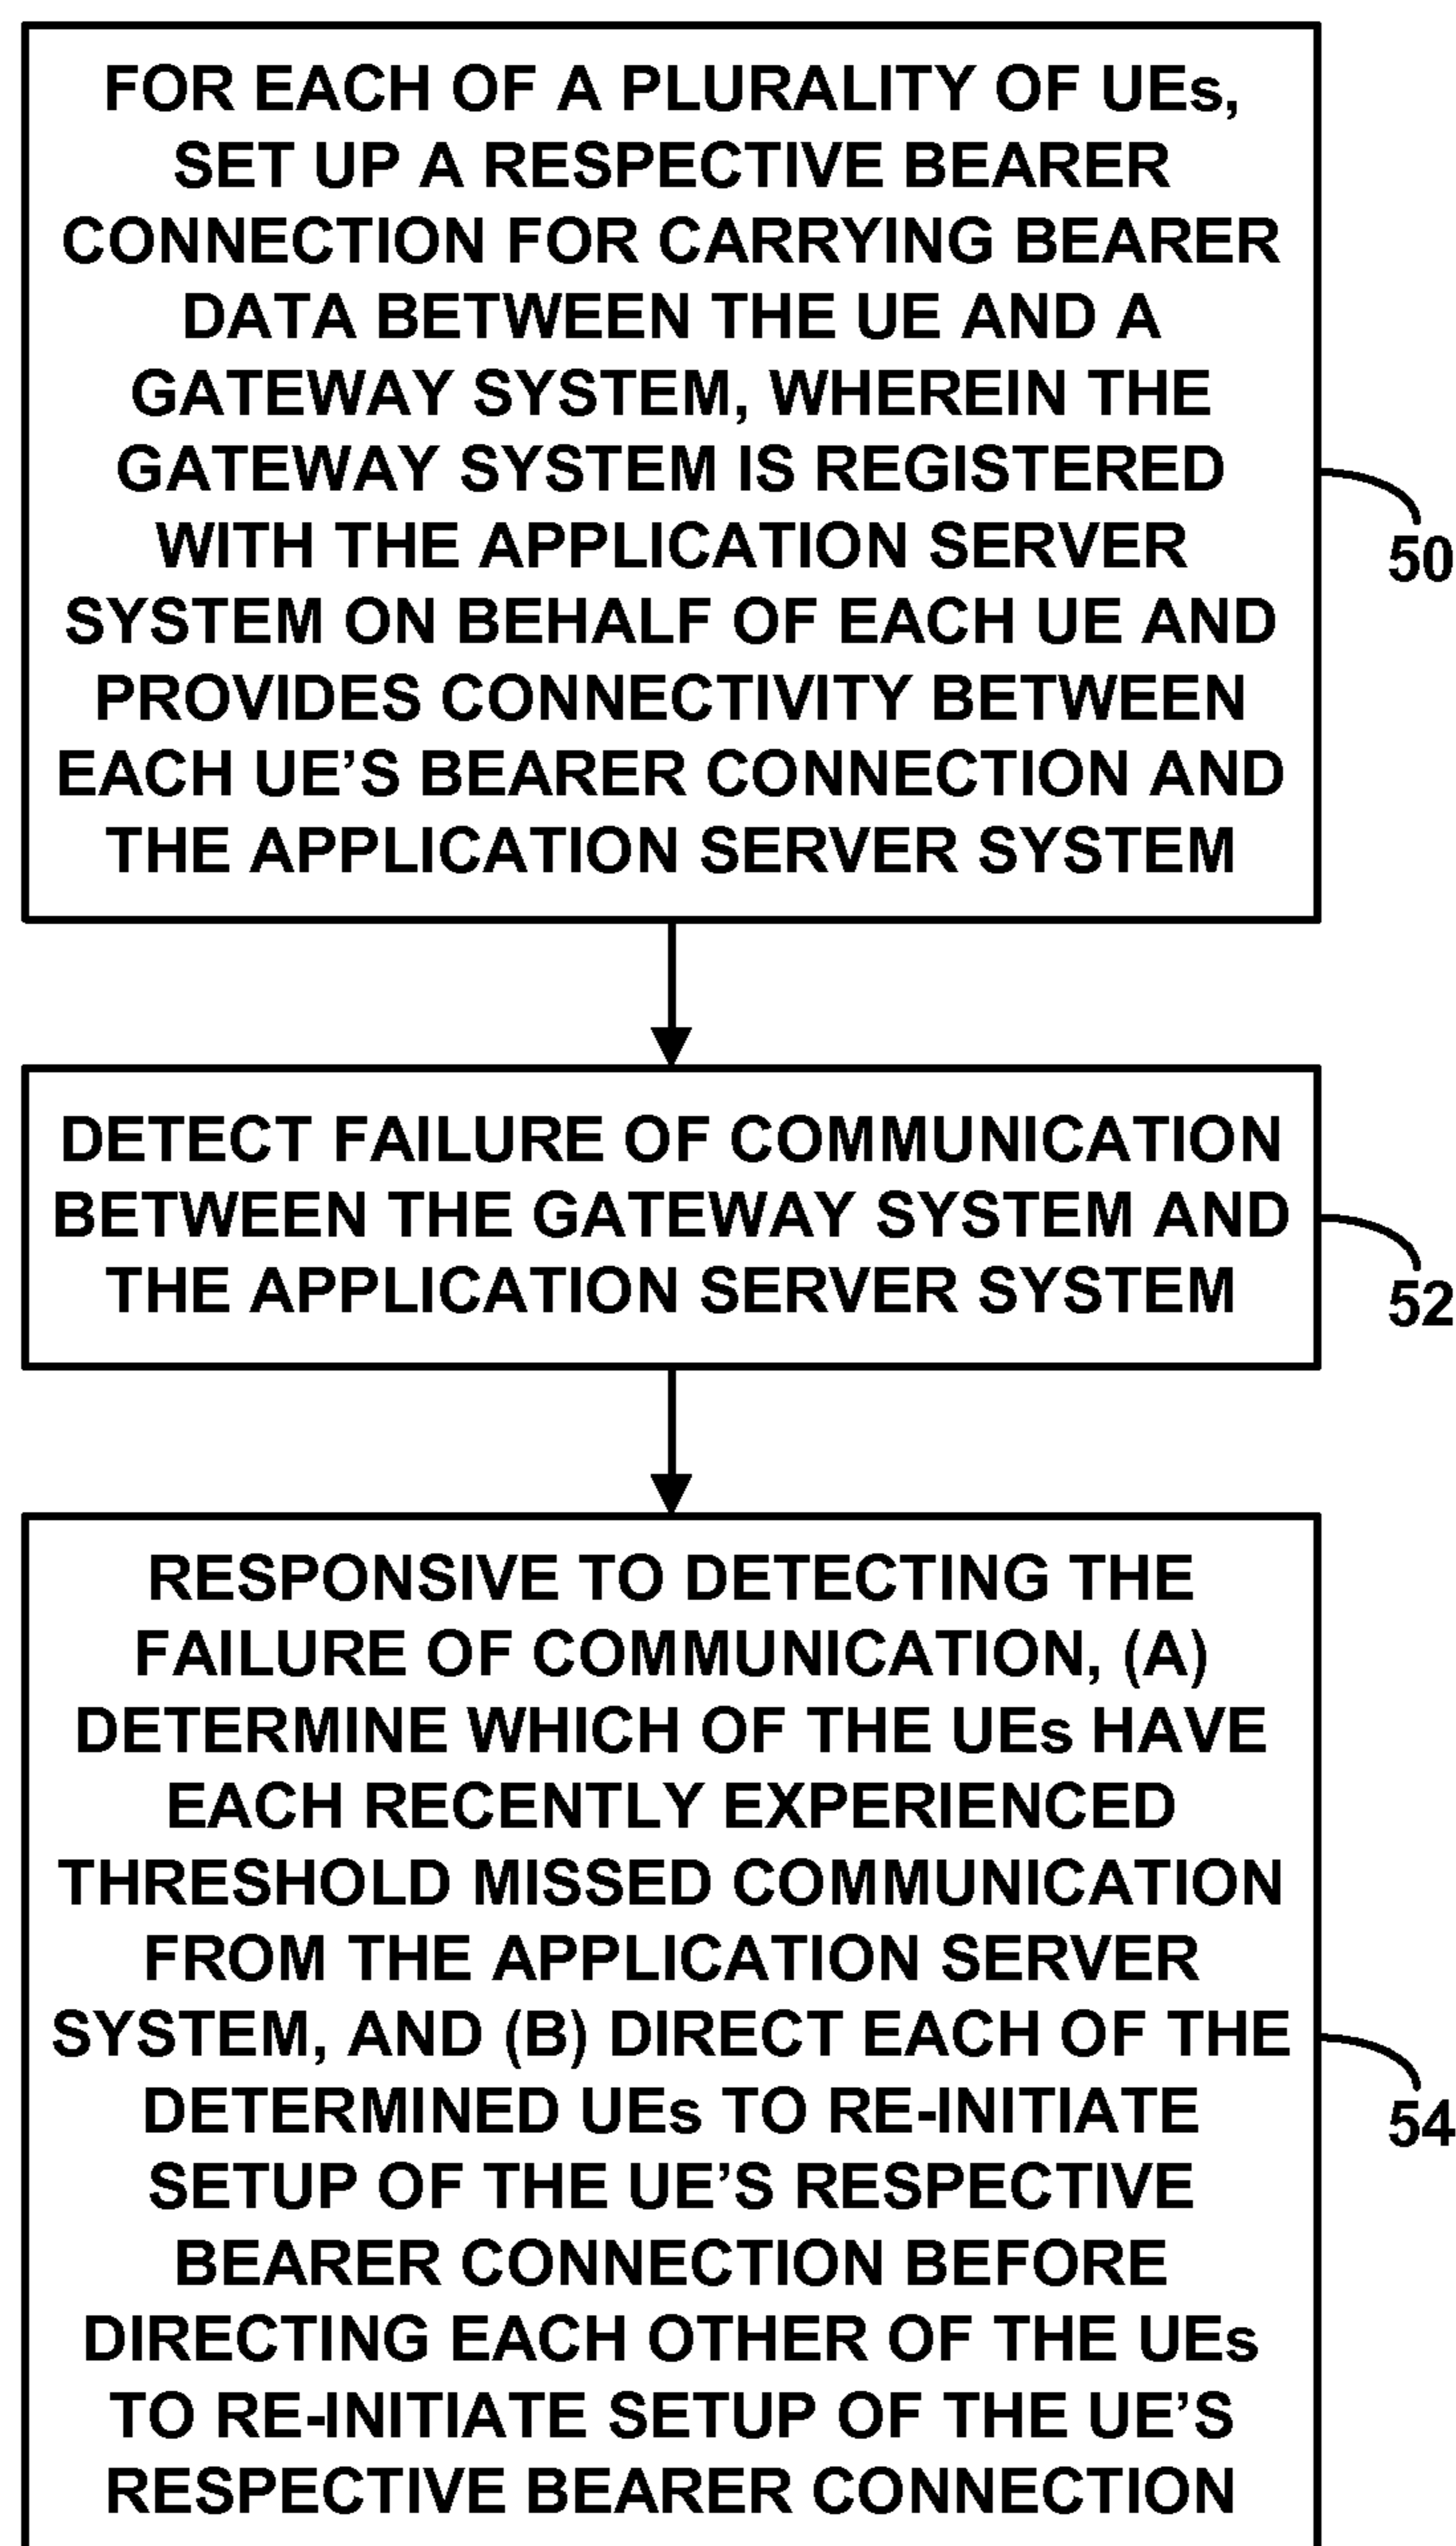 FOR EACH OF A PLURALITY OF UEs,
SET UP A RESPECTIVE BEARER
CONNECTION FOR CARRYING BEARER
DATA BETWEEN THE UE AND A
GATEWAY SYSTEM, WHEREIN THE
GATEWAY SYSTEM IS REGISTERED
WITH THE APPLICATION SERVER
SYSTEM ON BEHALF OF EACH UE AND
PROVIDES CONNECTIVITY BETWEEN
EACH UE’S BEARER CONNECTION AND
THE APPLICATION SERVER SYSTEM
50
DETECT FAILURE OF COMMUNICATION
BETWEEN THE GATEWAY SYSTEM AND
THE APPLICATION SERVER SYSTEM
52
RESPONSIVE TO DETECTING THE
FAILURE OF COMMUNICATION, (A)
DETERMINE WHICH OF THE UEs HAVE
EACH RECENTLY EXPERIENCED
THRESHOLD MISSED COMMUNICATION
FROM THE APPLICATION SERVER
SYSTEM, AND (B) DIRECT EACH OF THE
DETERMINED UEs TO RE-INITIATE
SETUP OF THE UE’S RESPECTIVE
BEARER CONNECTION BEFORE
DIRECTING EACH OTHER OF THE UEs
TO RE-INITIATE SETUP OF THE UE’S
RESPECTIVE BEARER CONNECTION
54